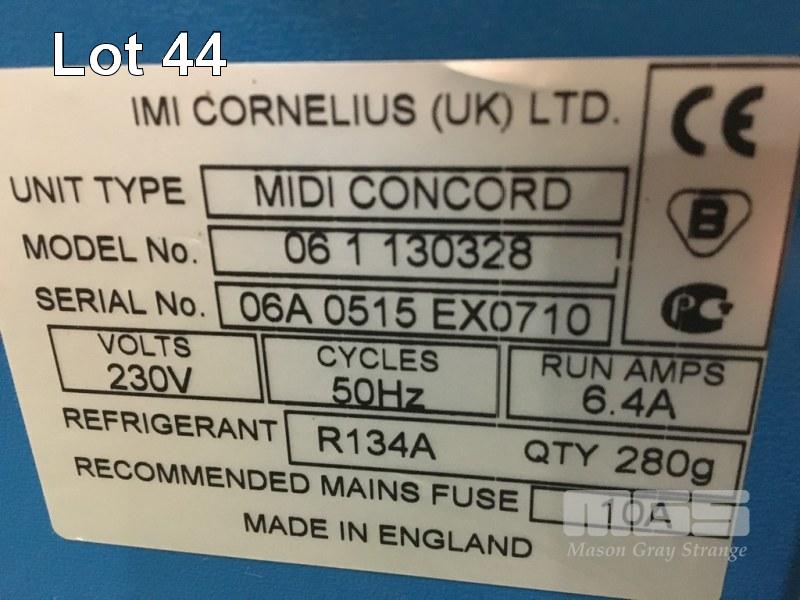 Lot 44
IMI CORNELIUS (UK) LTD.
CE
UNIT TYPE MIDI CONCORD
B
MODEL No. 06 1 130328
SERIAL No. 06A 0515 EX0710
PC
VOLTS CYCLES RUN AMPS
230V 50Hz 6.4A
REFRIGERANT R134A QTY 280g
RECOMMENDED MAINS FUSE 10A
MADE IN ENGLAND
MGS
Mason Gray Strange